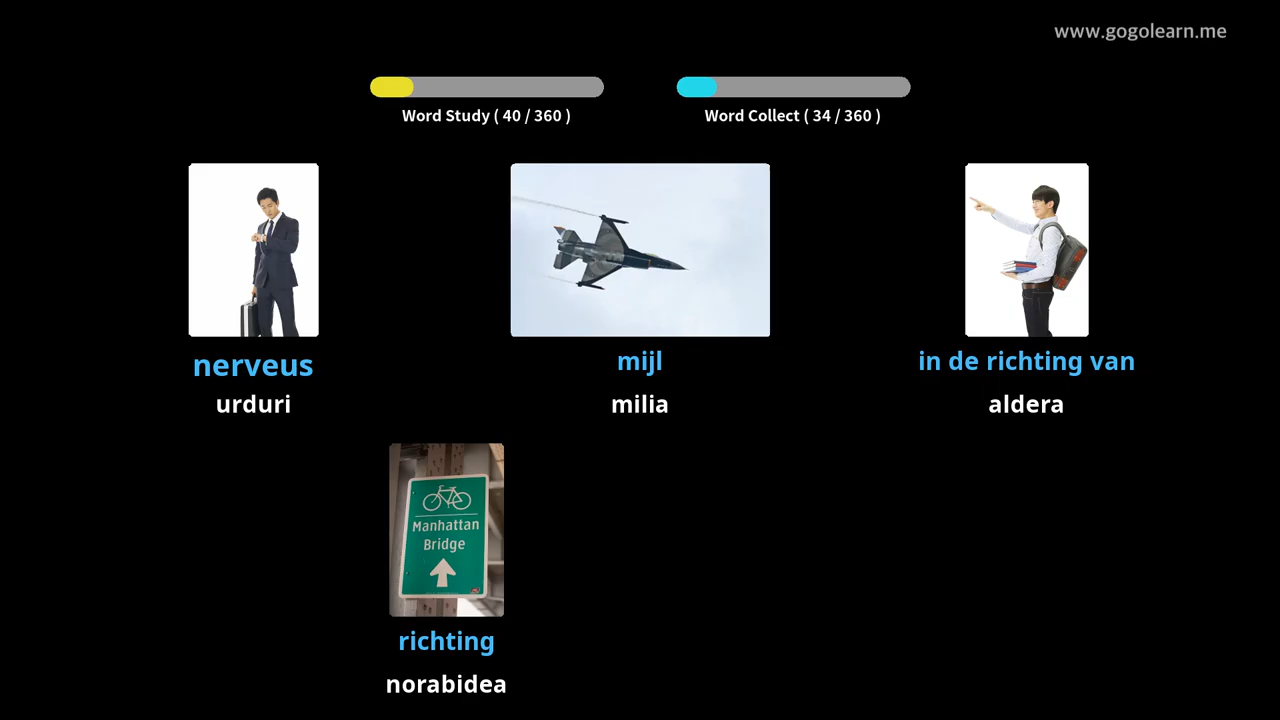 www.gogolearn.me
Word Study ( 40 / 360 )
Word Collect ( 34 / 360 )
nerveus
urduri
mijl
milia
in de richting van
aldera
Manhattan
Bridge
richting
norabidea